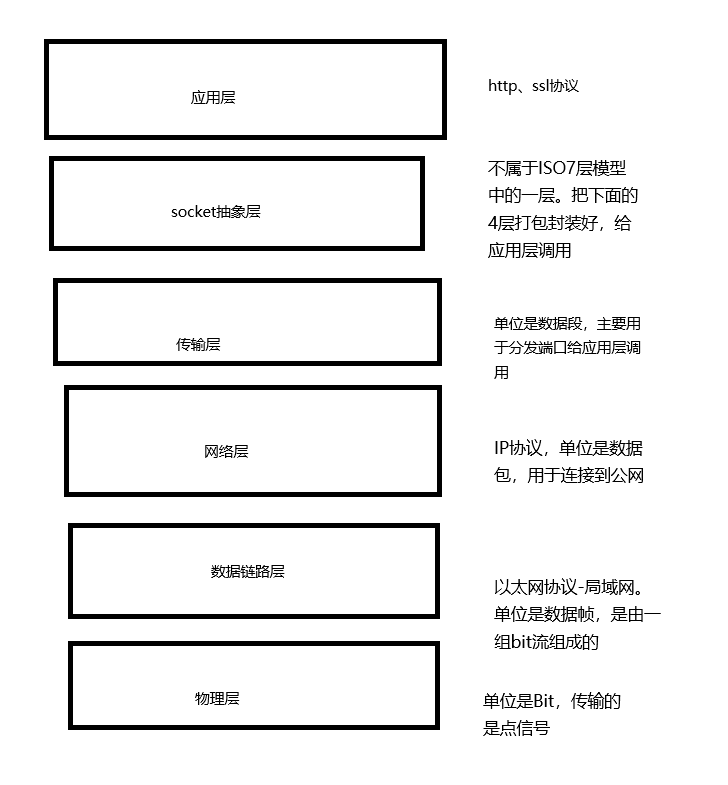 应用层
http、ssl协议
socket抽象层
不属于ISO7层模型
中的一层。把下面的
4层打包封装好，给
应用层调用
传输层
单位是数据段，主要用
于分发端口给应用层调
用
网络层
IP协议，单位是数据
包，用于连接到公网
数据链路层
以太网协议-局域网。
单位是数据帧，是由一
组bit流组成的
物理层
单位是Bit，传输的
是点信号